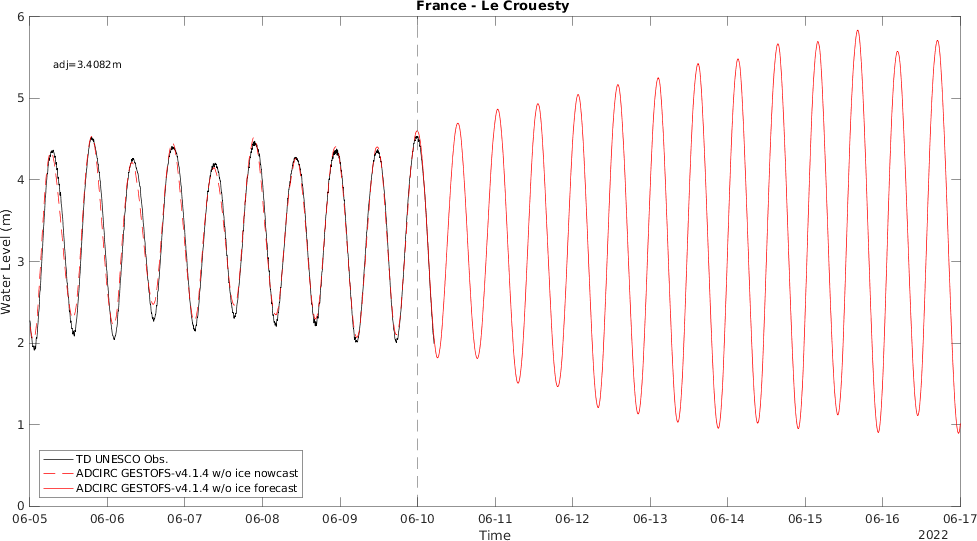 France - Le Crouesty
adj=3.4082m
Water Level (m)
6
5
4
3
2
1
0
TD UNESCO Obs.
ADCIRC GESTOFS-v4.1.4 w/o ice nowcast
ADCIRC GESTOFS-v4.1.4 w/o ice forecast
06-05 06-06 06-07 06-08 06-09 06-10 06-11 06-12 06-13 06-14 06-15 06-16 06-17
Time
2022